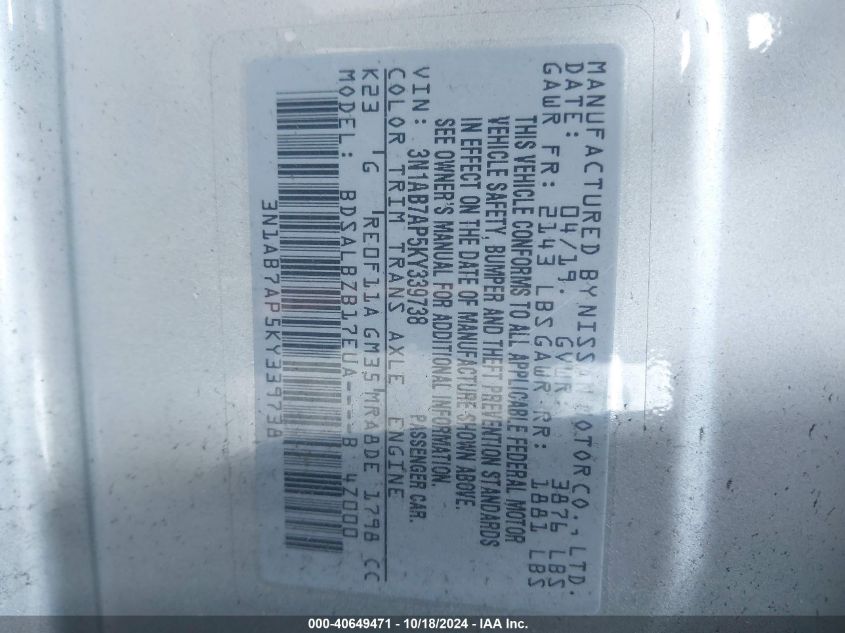 MANUFACTURED BY NISSAN MOTOR CO., LTD.
DATE: 04/19. GVWR: 3876 LBS
GAWR FR: 2143 LBS GAWR RR: 1881 LBS
THIS VEHICLE CONFORMS TO ALL APPLICABLE FEDERAL MOTOR
VEHICLE SAFETY, BUMPER AND THEFT PREVENTION STANDARDS
IN EFFECT ON THE DATE OF MANUFACTURE SHOWN ABOVE.
SEE OWNER'S MANUAL FOR ADDITIONAL INFORMATION.
VIN: 3N1AB7AP5KY339738 PASSENGER CAR.
COLOR TRIM TRANS AXLE ENGINE
K23 G RE0F11A GM35 MRA8DE 1798 CC
MODEL: BDSALBZB17EUA----B 4Z000
3N1AB7AP5KY339738
000-40649471 - 10/18/2024 - IAA Inc.